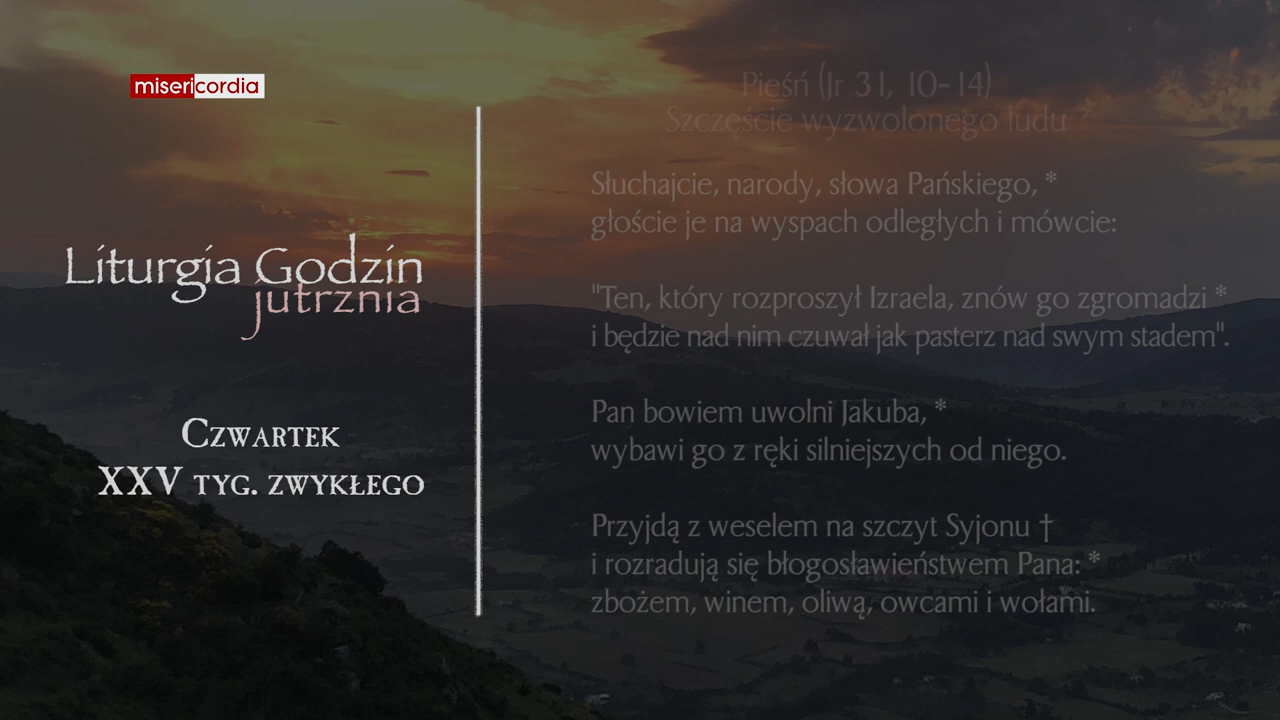 misericordia
Liturgia Godzin
jutrznia
Czwartek
XXV tyg. zwykłego
Pieśń (Jr 31, 10-14)
Szczęście wyzwolonego ludu
Słuchajcie, narody, słowa Pańskiego, *
głoście je na wyspach odległych i mówcie:
"Ten, który rozproszył Izraela, znów go zgromadzi *
i będzie nad nim czuwał jak pasterz nad swym stadem".
Pan bowiem uwolni Jakuba, *
wybawi go z ręki silniejszych od niego.
Przyjdą z weselem na szczyt Syjonu †
i rozradują się błogosławieństwem Pana: *
zbożem, winem, oliwą, owcami i wołami.